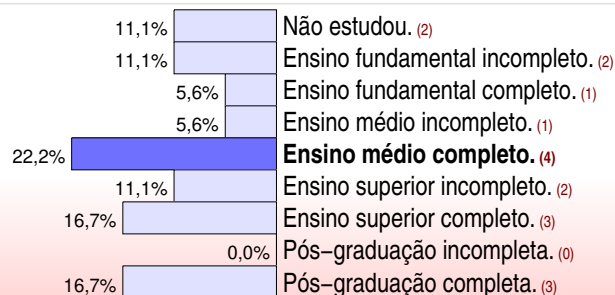 11,1% Não estudou. (2)
11,1% Ensino fundamental incompleto. (2)
5,6% Ensino fundamental completo. (1)
5,6% Ensino médio incompleto. (1)
22,2% Ensino médio completo. (4)
11,1% Ensino superior incompleto. (2)
16,7% Ensino superior completo. (3)
0,0% Pós−graduação incompleta. (0)
16,7% Pós−graduação completa. (3)